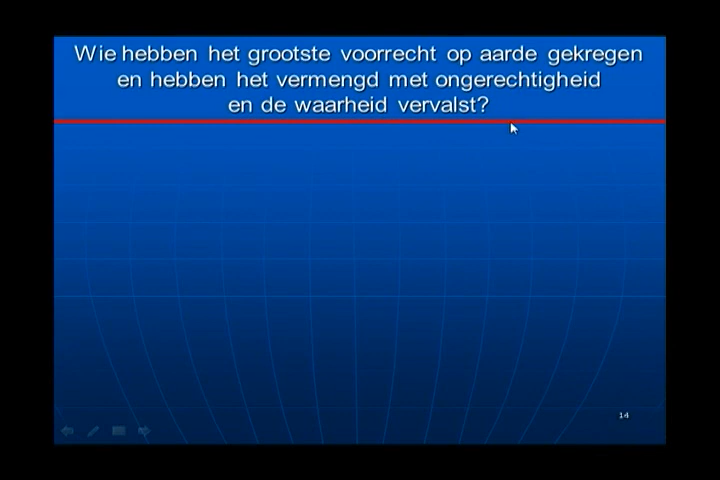 Wie hebben het grootste voorrecht op aarde gekregen
en hebben het vermengd met ongerechtigheid
en de waarheid vervalst?
14